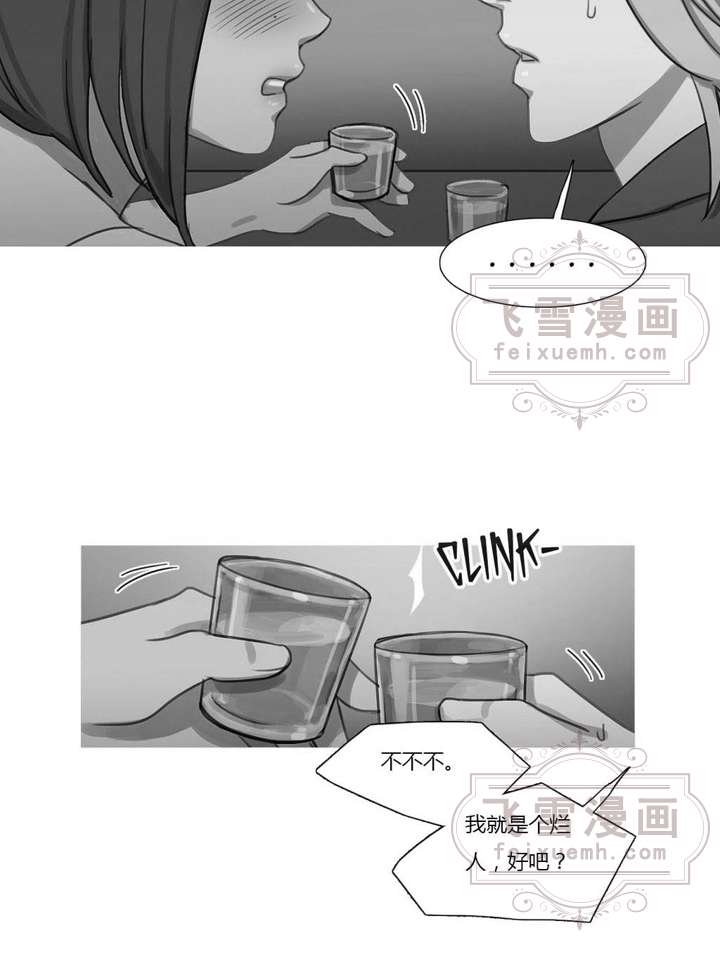 ......
飞雪漫画
feixuemh.com
CLINK-
不不不。
我就是个烂
人，好吧？
飞雪漫画
feixuemh.com